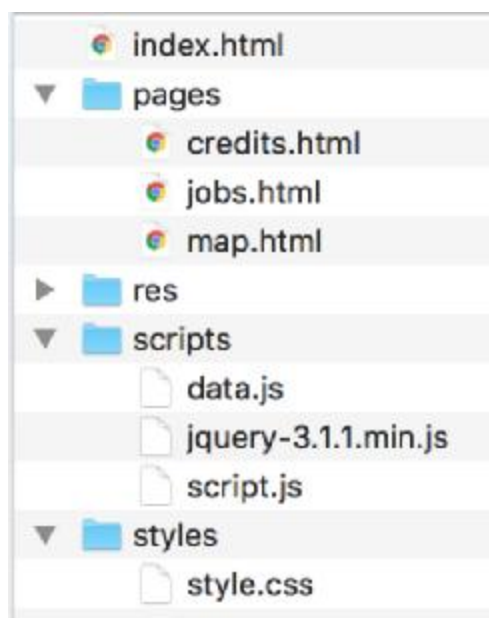 index.html
pages
credits.html
jobs.html
map.html
res
scripts
data.js
jquery-3.1.1.min.js
script.js
styles
style.css